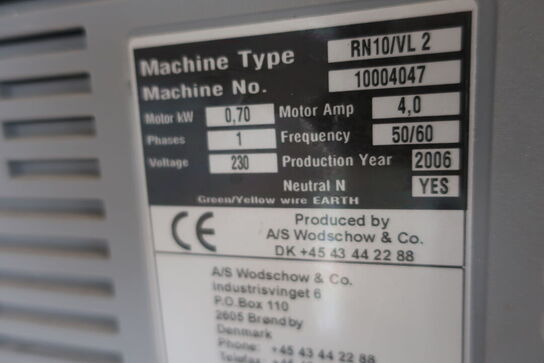 Machine Type RN10/VL 2
Machine No. 10004047
Motor kW 0,70 Motor Amp 4,0
Phases 1 Frequency 50/60
Voltage 230 Production Year 2006
Neutral N YES
Green/Yellow wire EARTH
CE Produced by
A/S Wodschow & Co.
DK +45 43 44 22 88
A/S Wodschow & Co.
Industrisvinget 6
P.O.Box 110
2605 Brøndby
Denmark
Phone: +45 43 44 22 88